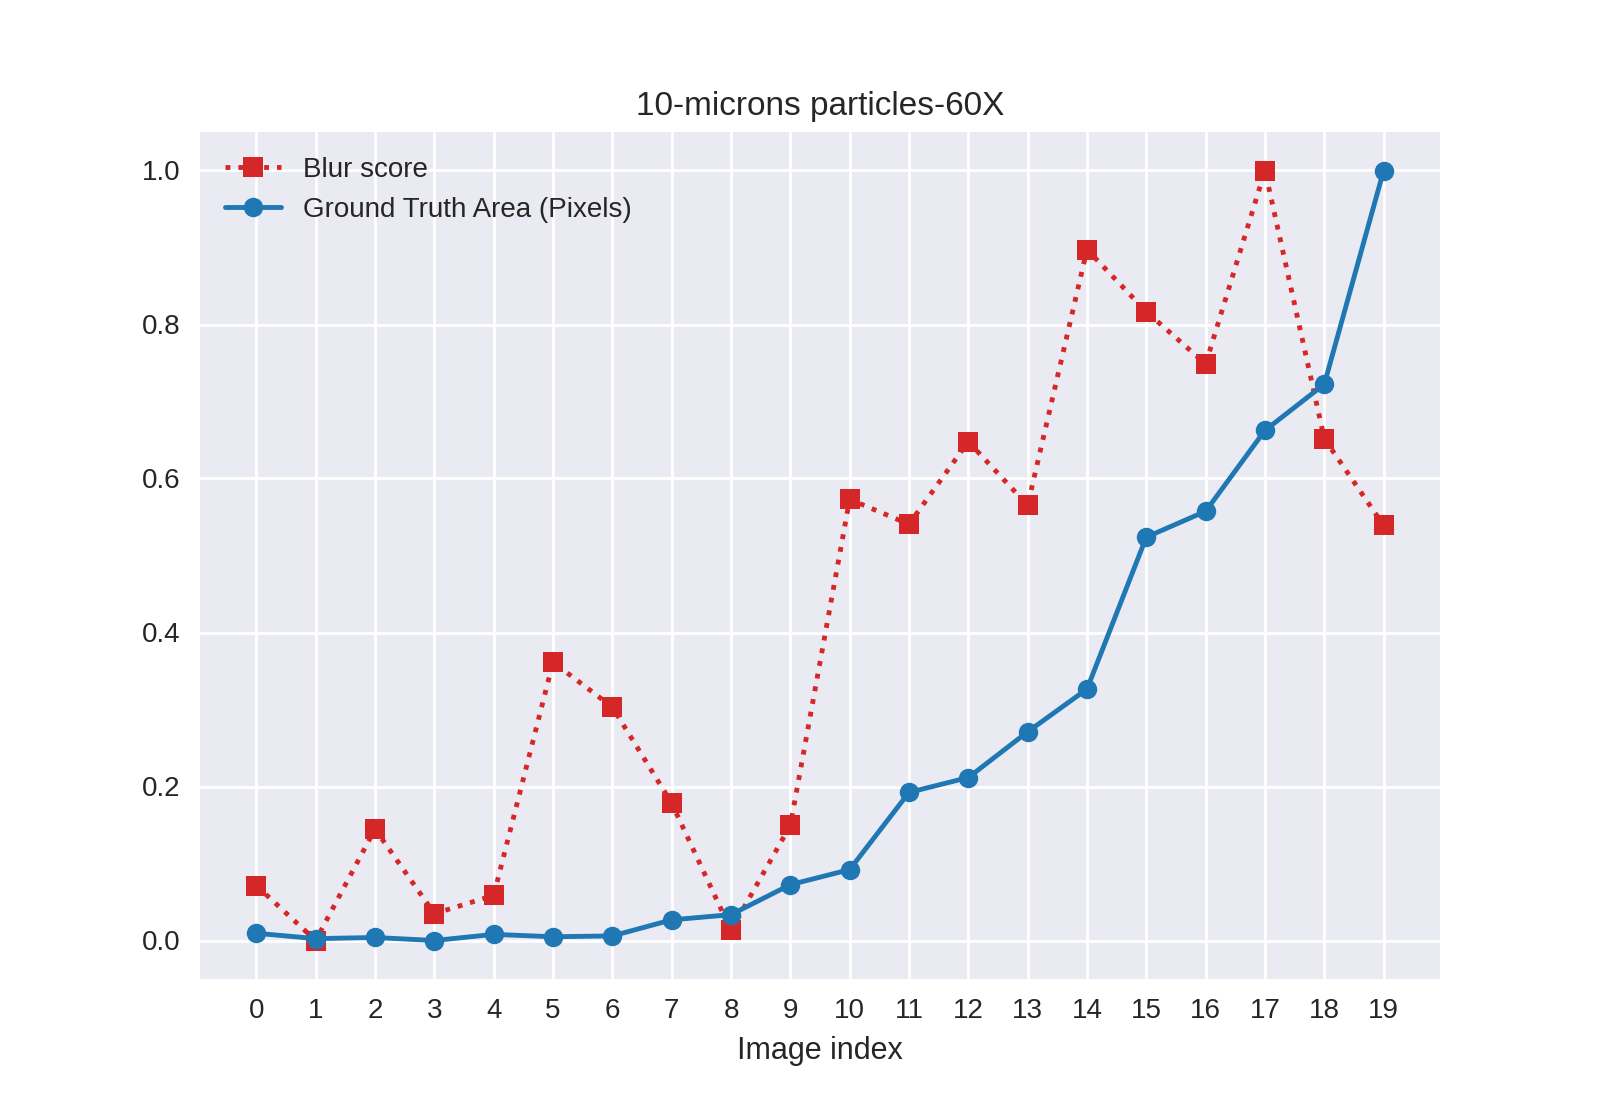 10-microns particles-60X
Blur score
Ground Truth Area (Pixels)
1.0
0.8
0.6
0.4
0.2
0.0
0 1 2 3 4 5 6 7 8 9 10 11 12 13 14 15 16 17 18 19
Image index